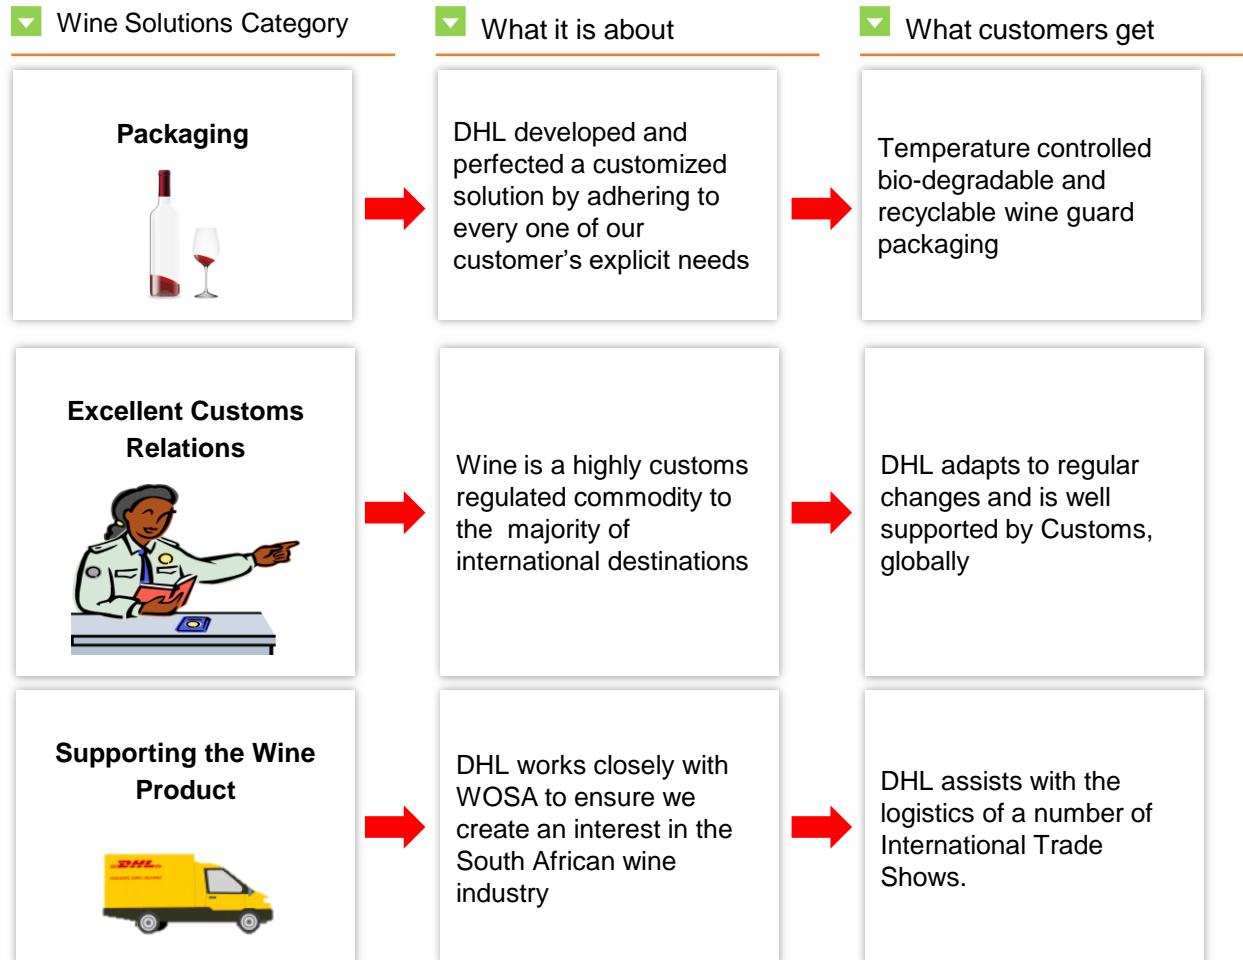 Wine Solutions Category
What it is about
What customers get
Packaging
DHL developed and
perfected a customized
solution by adhering to
every one of our
customer’s explicit needs
Temperature controlled
bio-degradable and
recyclable wine guard
packaging
Excellent Customs
Relations
Wine is a highly customs
regulated commodity to
the  majority of
international destinations
DHL adapts to regular
changes and is well
supported by Customs,
globally
Supporting the Wine
Product
DHL
DHL works closely with
WOSA to ensure we
create an interest in the
South African wine
industry
DHL assists with the
logistics of a number of
International Trade
Shows.